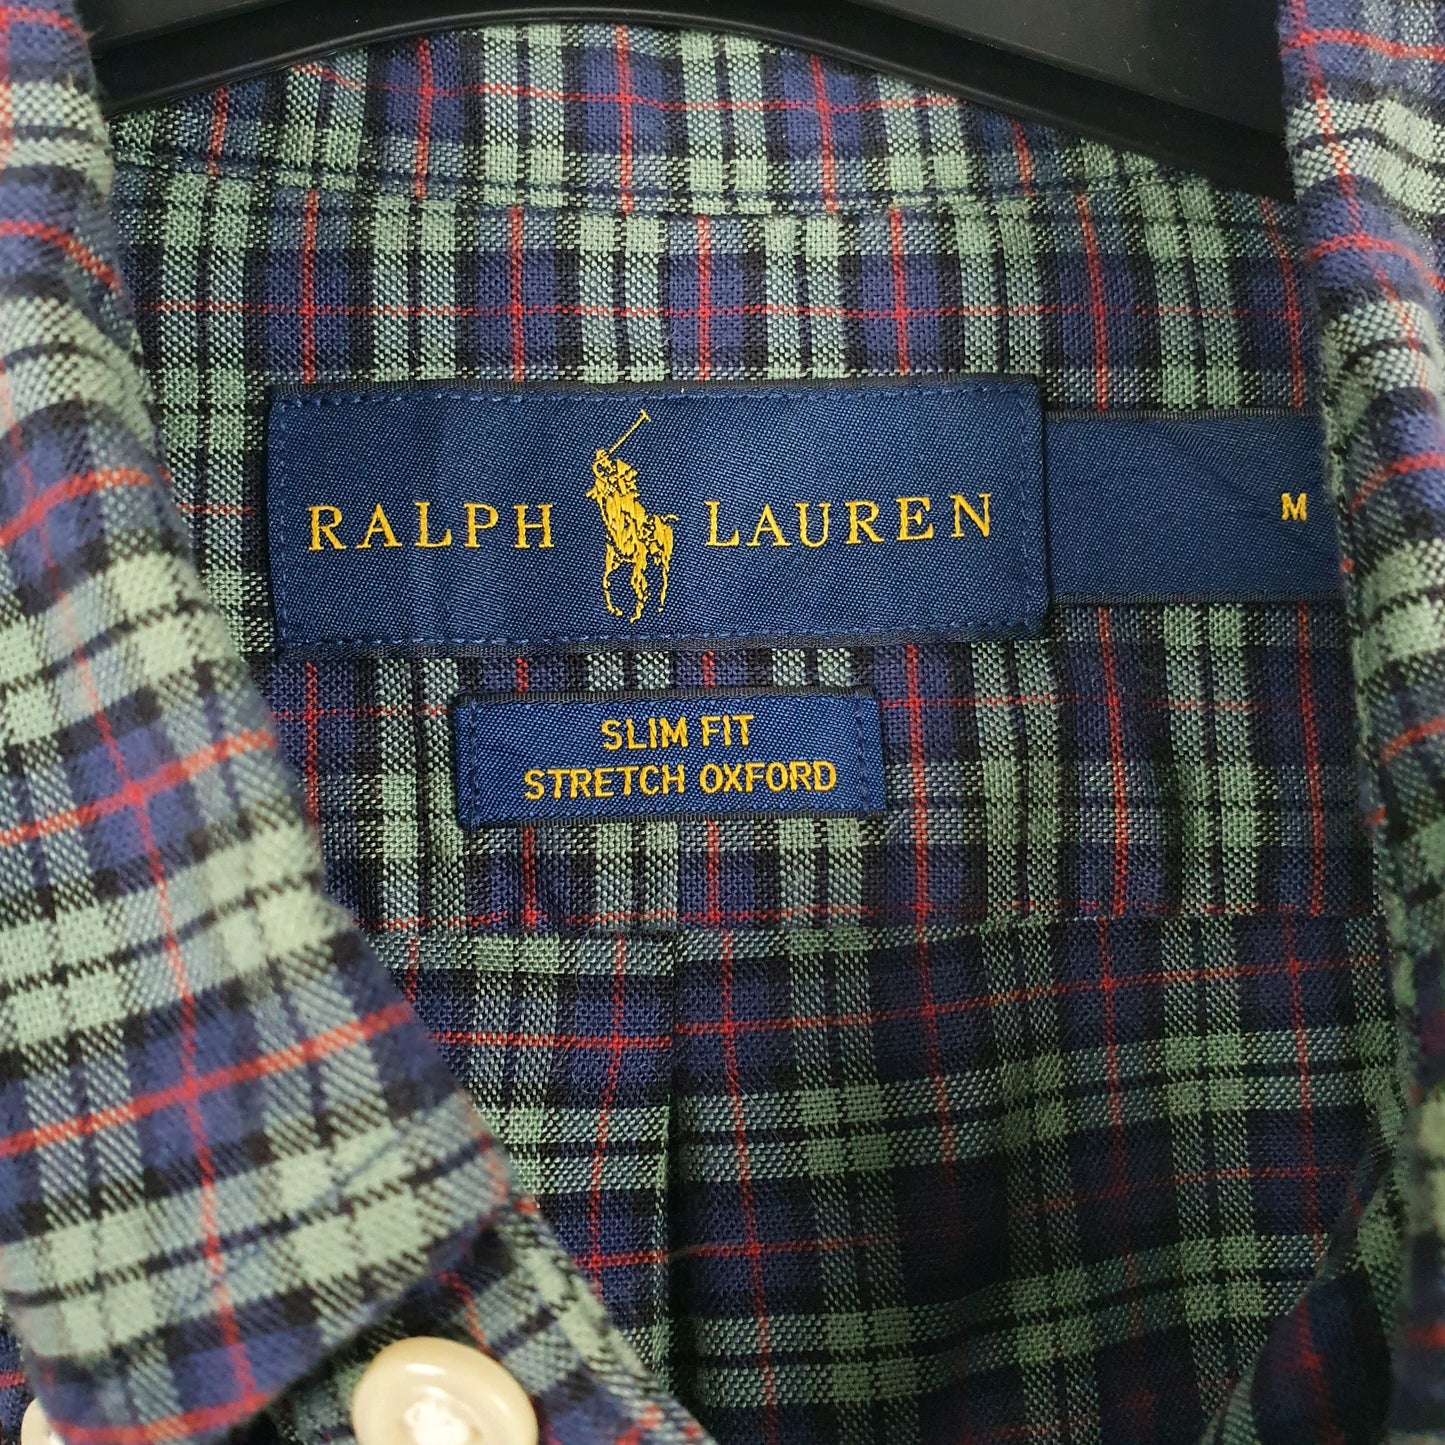 RALPH LAUREN
M
SLIM FIT
STRETCH OXFORD